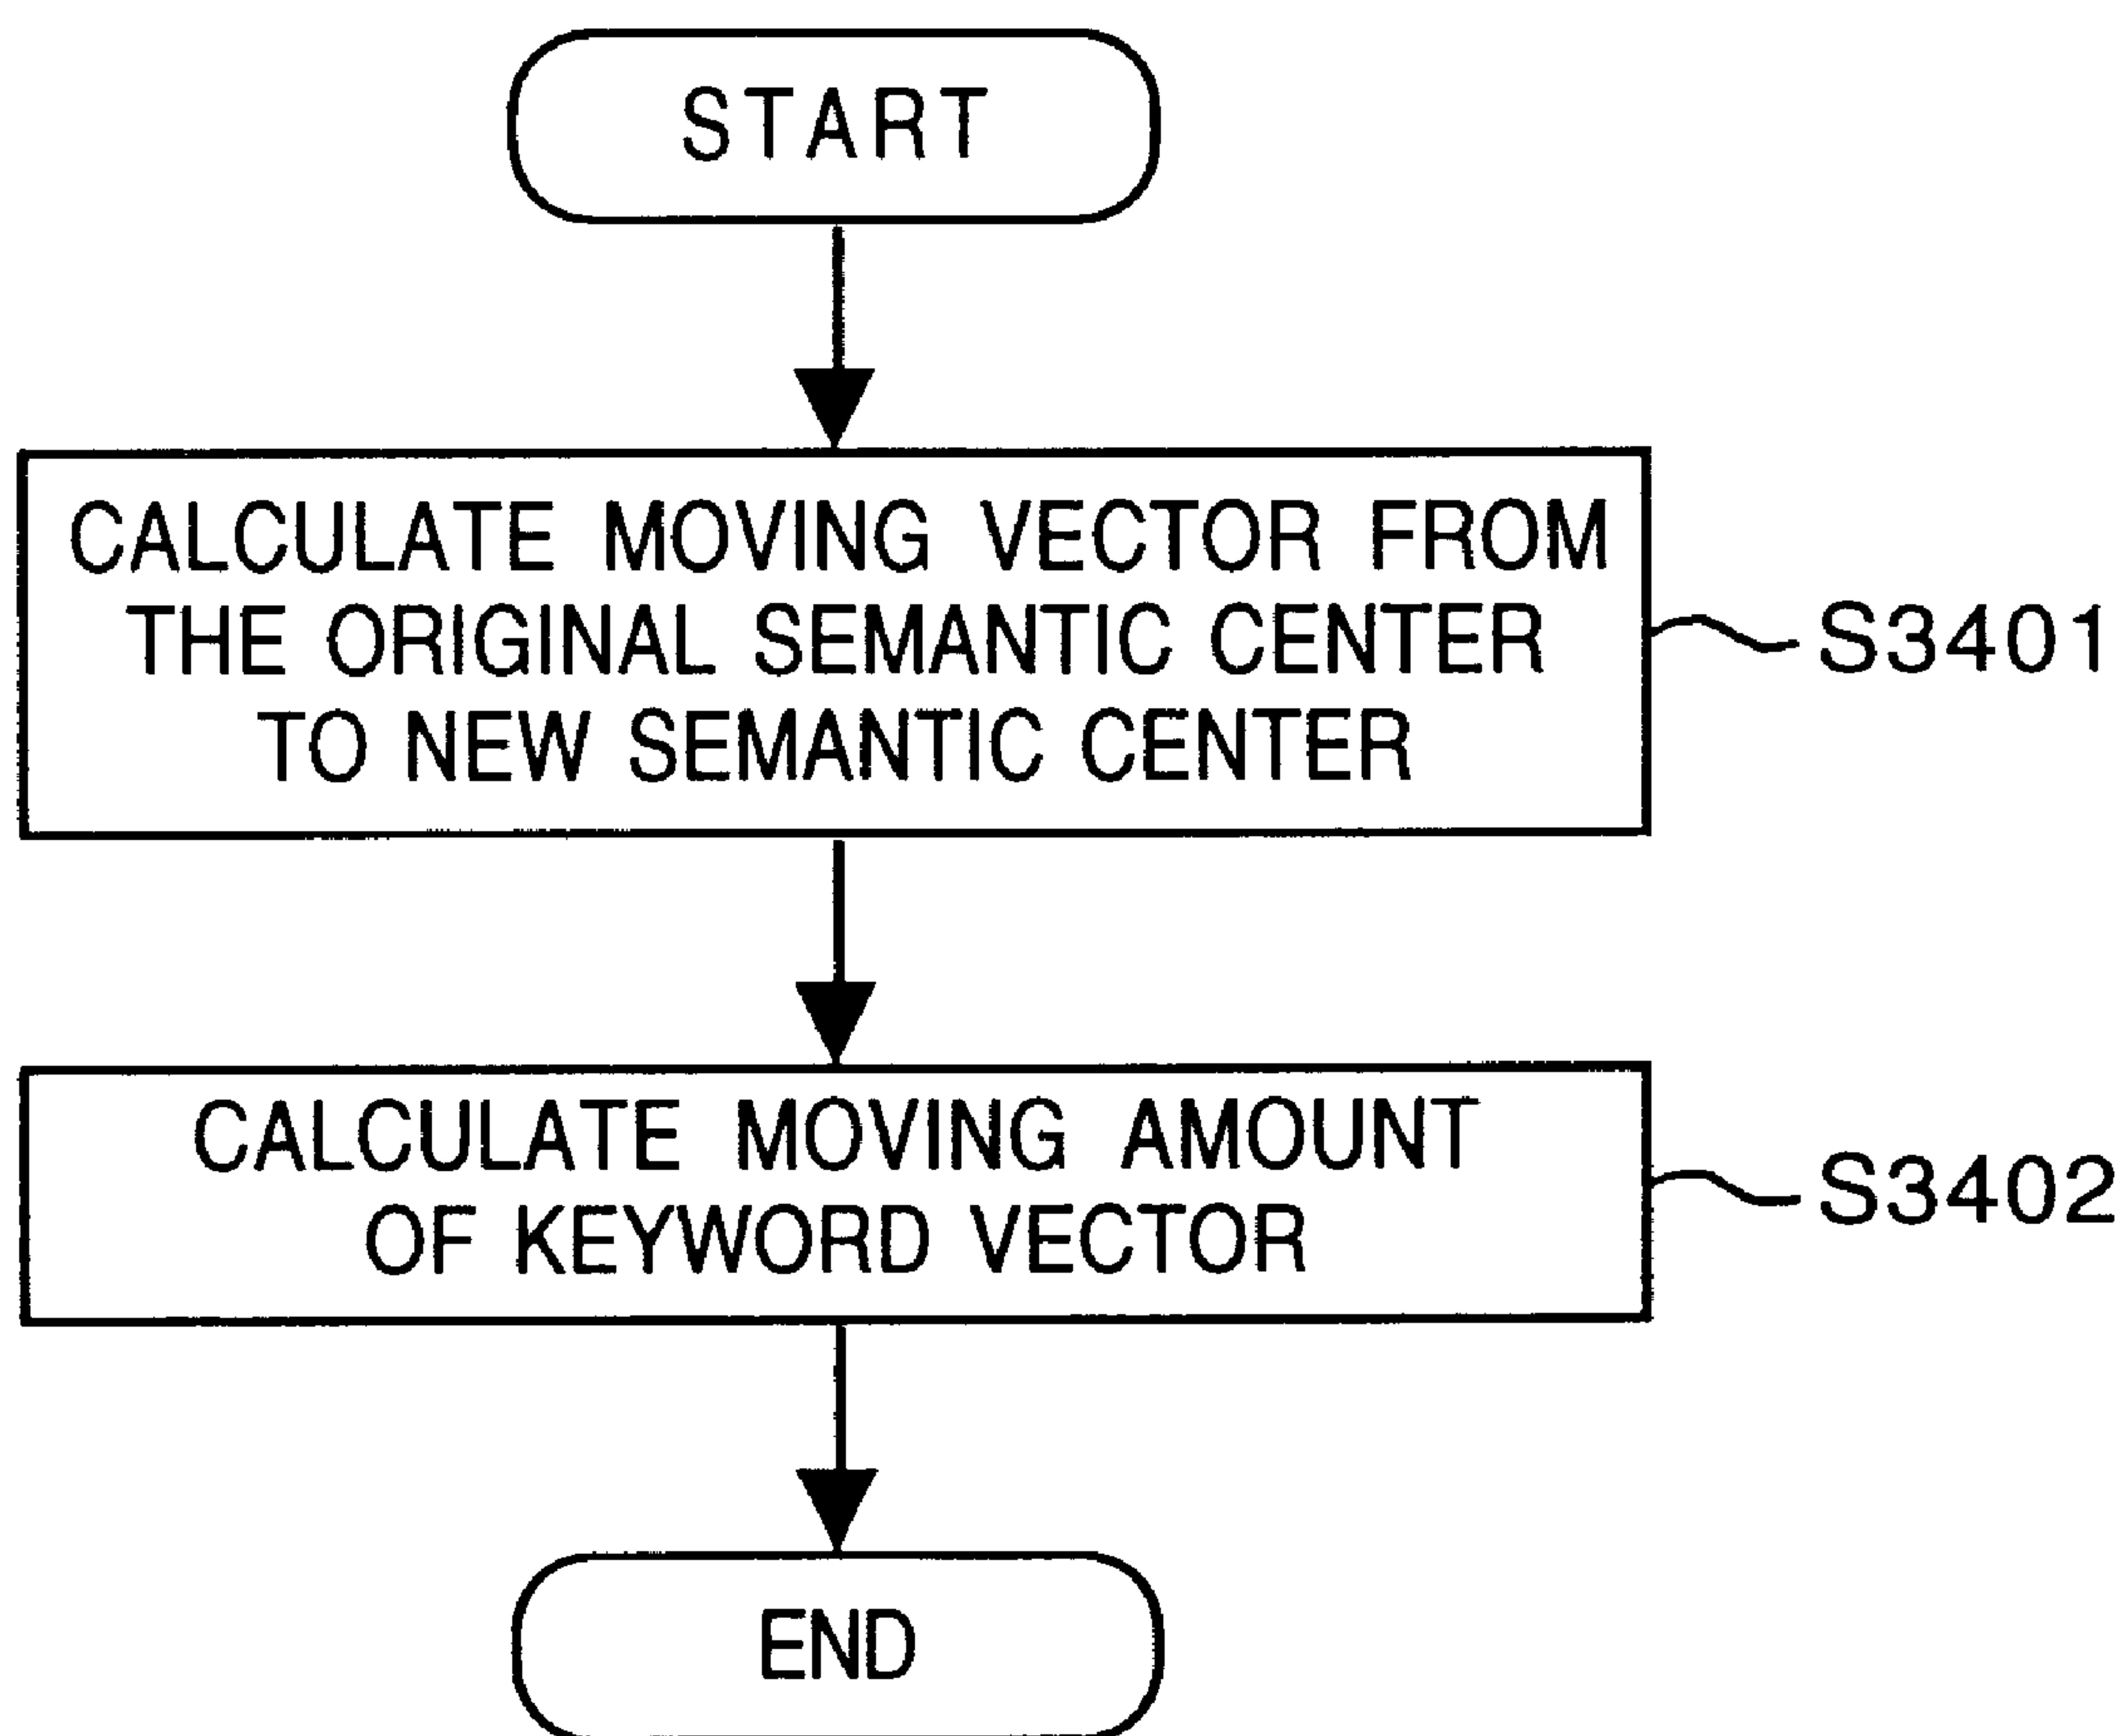 START
CALCULATE MOVING VECTOR FROM
THE ORIGINAL SEMANTIC CENTER
TO NEW SEMANTIC CENTER
S3401
CALCULATE MOVING AMOUNT
OF KEYWORD VECTOR
S3402
END